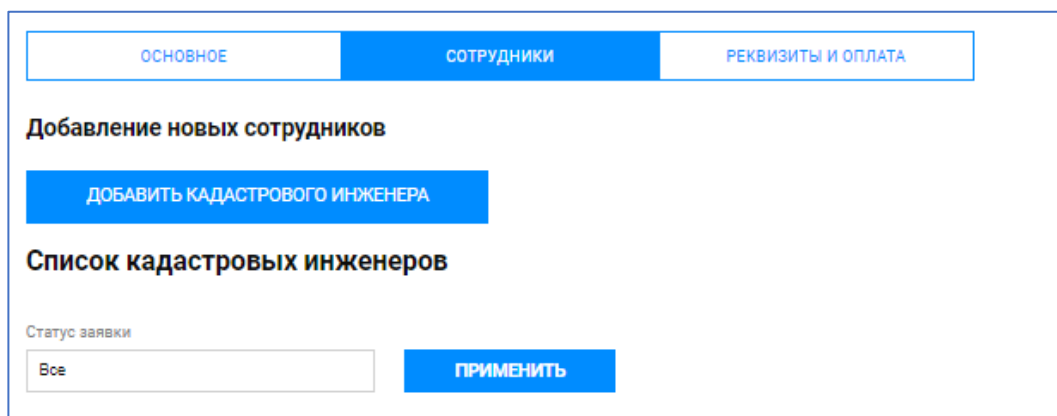 ОСНОВНОЕ СОТРУДНИКИ РЕКВИЗИТЫ И ОПЛАТА
Добавление новых сотрудников
ДОБАВИТЬ КАДАСТРОВОГО ИНЖЕНЕРА
Список кадастровых инженеров
Статус заявки
Все ПРИМЕНИТЬ